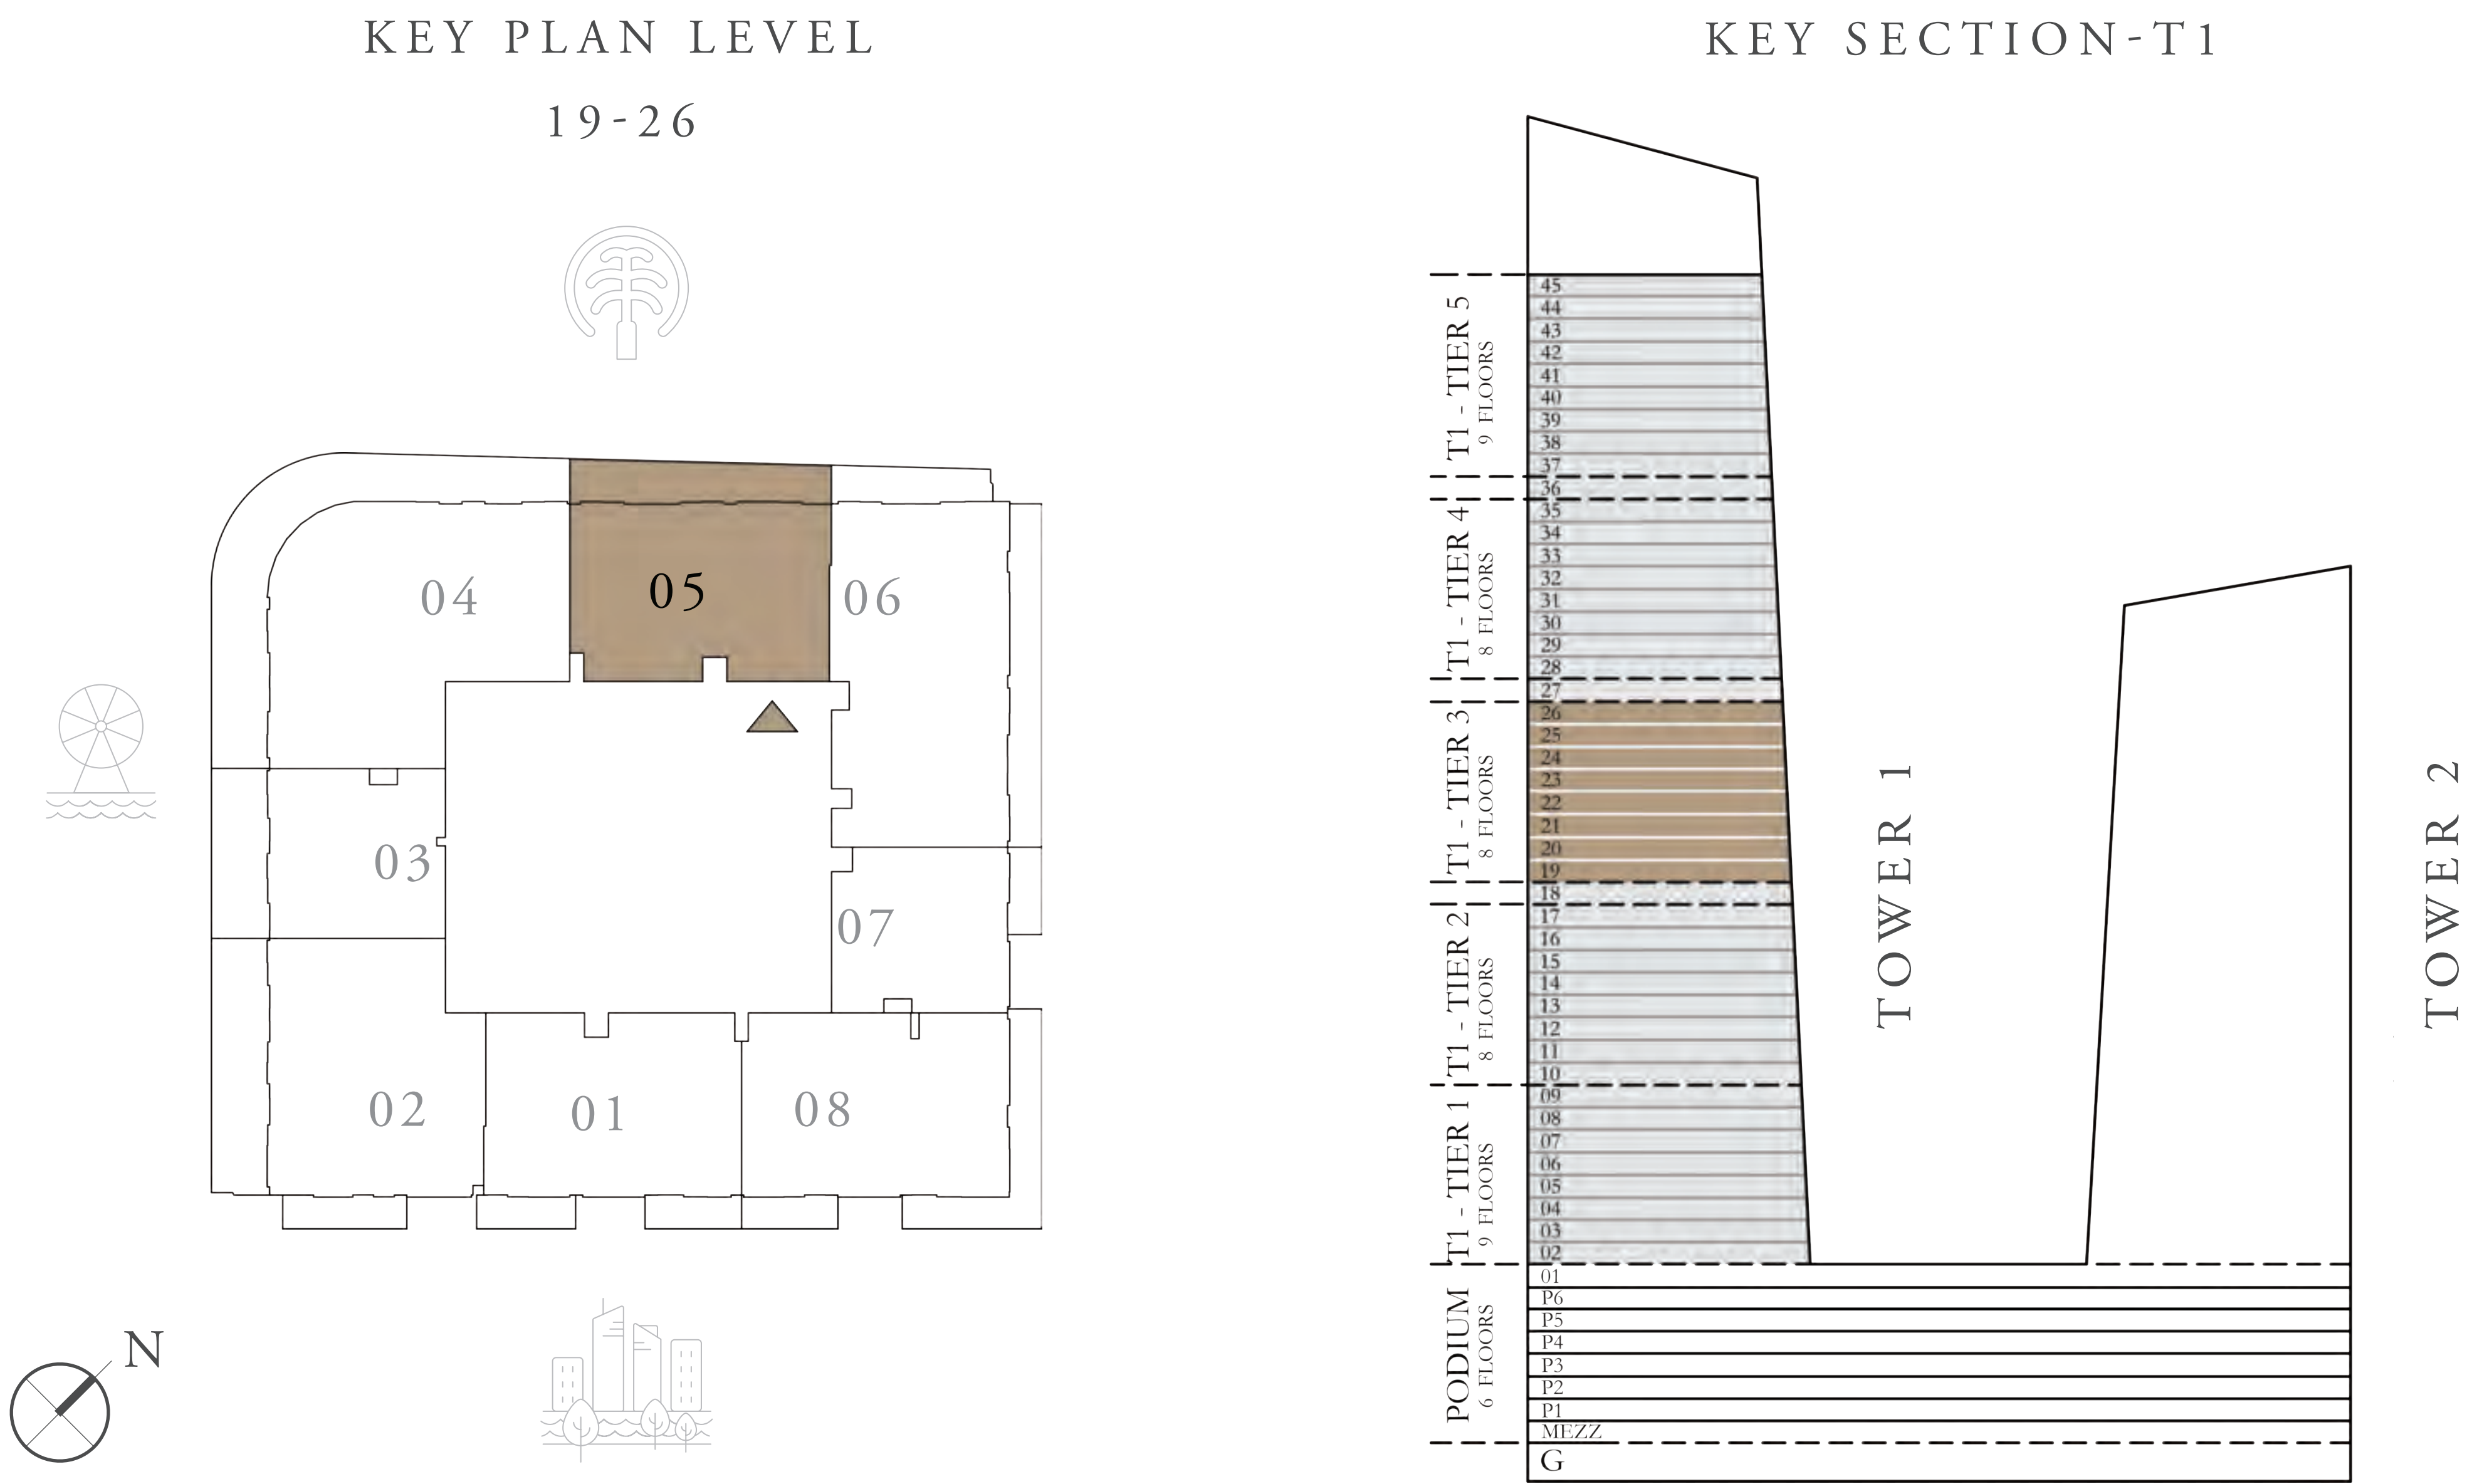 KEY PLAN LEVEL
19-26
04
05
06
03
07
02
01
08
N
KEY SECTION-T1
T1 - TIER 5
9 FLOORS
T1 - TIER 4
8 FLOORS
T1 - TIER 3
8 FLOORS
T1 - TIER 2
8 FLOORS
T1 - TIER 1
9 FLOORS
PODIUM
6 FLOORS
45
44
43
42
41
40
39
38
37
36
35
34
33
32
31
30
29
28
27
26
25
24
23
22
21
20
19
18
17
16
15
14
13
12
11
10
09
08
07
06
05
04
03
02
01
P6
P5
P4
P3
P2
P1
MEZZ
G
TOWER 1
TOWER 2